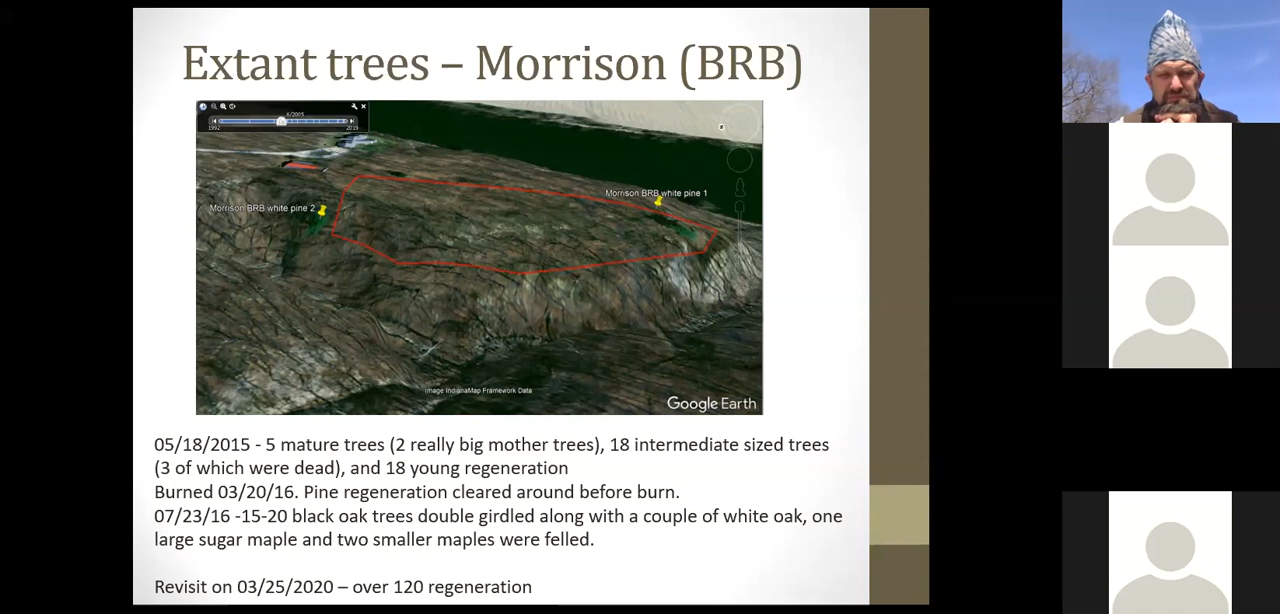 Extant trees – Morrison (BRB)
6/2005
1992 2019
Morrison BRB white pine 1
Morrison BRB white pine 2
Image IndianaMap Framework Data
Google Earth
05/18/2015 - 5 mature trees (2 really big mother trees), 18 intermediate sized trees
(3 of which were dead), and 18 young regeneration
Burned 03/20/16. Pine regeneration cleared around before burn.
07/23/16 -15-20 black oak trees double girdled along with a couple of white oak, one
large sugar maple and two smaller maples were felled.
Revisit on 03/25/2020 – over 120 regeneration